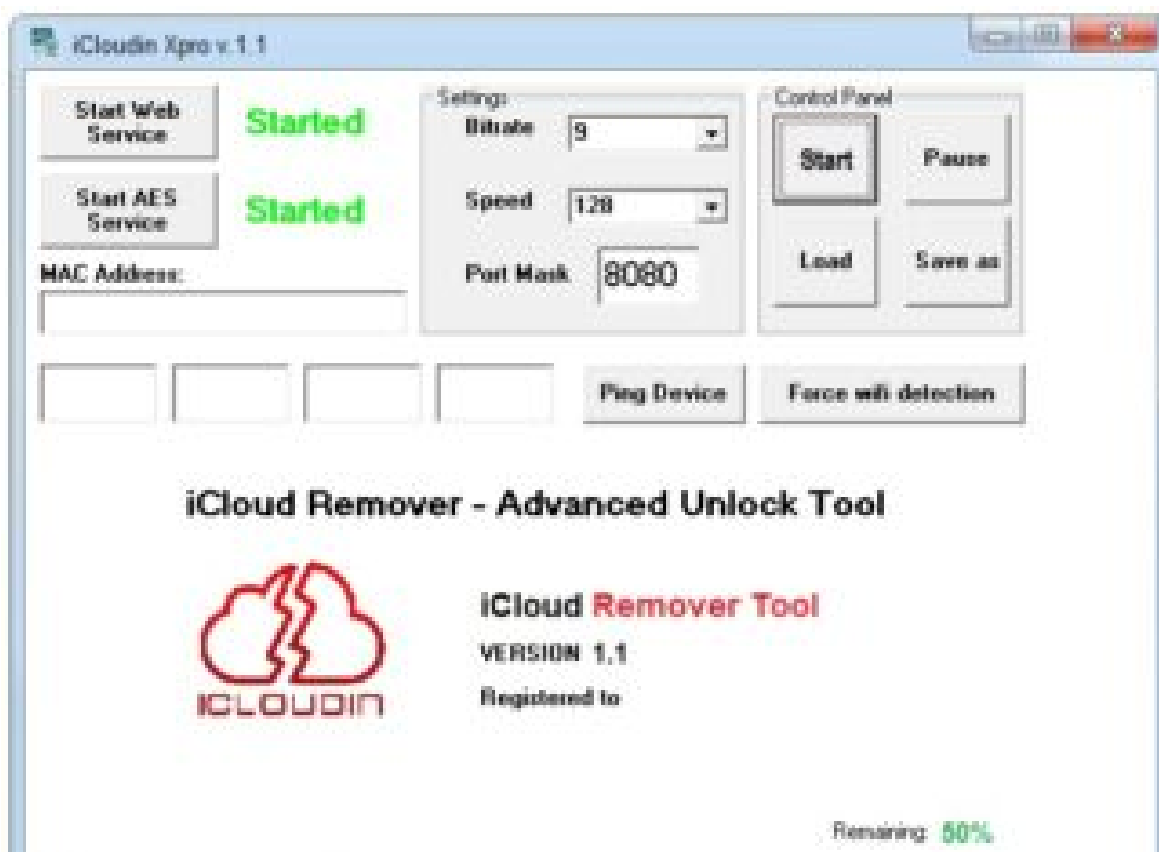 iCloudin Xpro v.1.1
Start Web
Service
Started
Start AES
Service
Started
MAC Address:
Settings
Bitrate
9
Speed
128
Port Mask
8080
Control Panel
Start
Pause
Load
Save as
Ping Device
Force wifi detection
iCloud Remover - Advanced Unlock Tool
ICLOUDIN
iCloud Remover Tool
VERSION 1.1
Registered to
Remaining 50%